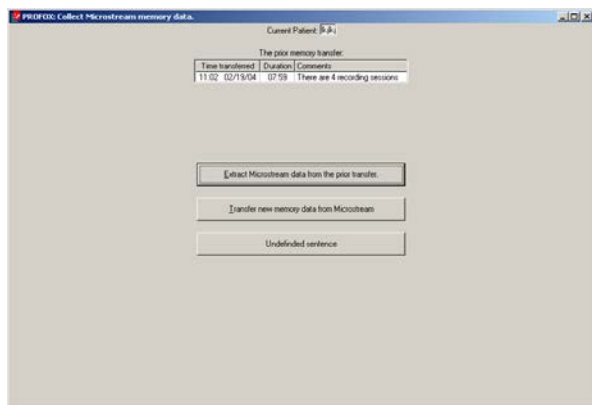 PROFOX: Collect Microstream memory data.
Current Patient:
The prior memory transfer.
Time transferred Duration Comments
11:02 02/19/04 07:59 There are 4 recording sessions
Extract Microstream data from the prior transfer.
Transfer new memory data from Microstream
Undefinded sentence